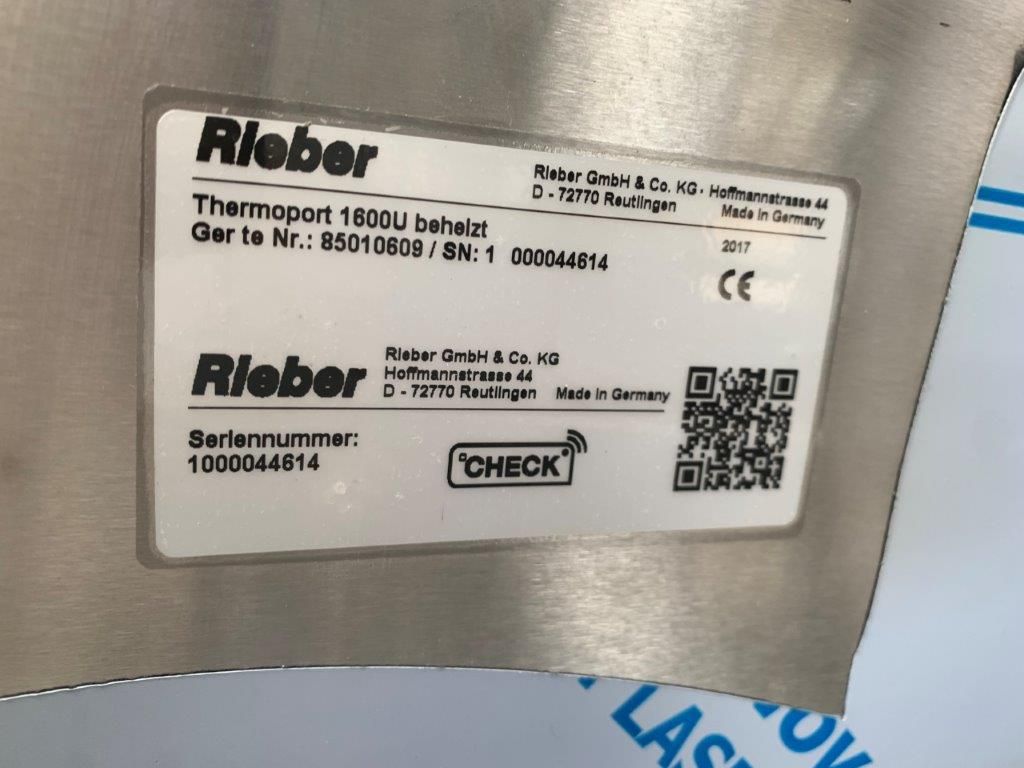 Rieber
Rieber GmbH & Co. KG · Hoffmannstrasse 44
D - 72770 Reutlingen Made in Germany
Thermoport 1600U beheizt
Ger te Nr.: 85010609 / SN: 1 000044614
2017
CE
Rieber
Rieber GmbH & Co. KG
Hoffmannstrasse 44
D - 72770 Reutlingen Made in Germany
Seriennummer:
1000044614
CHECK